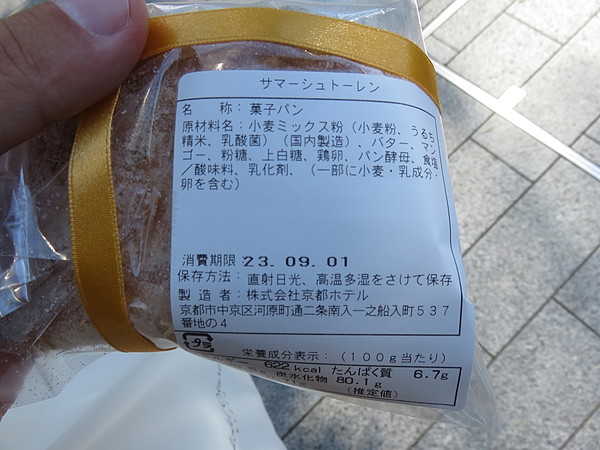 サマーシュトーレン
名　称：菓子パン
原材料名：小麦ミックス粉（小麦粉、うるち
精米、乳酸菌）（国内製造）、バター、マン
ゴー、粉糖、上白糖、鶏卵、パン酵母、食塩
／酸味料、乳化剤、（一部に小麦・乳成分・
卵を含む）
消費期限:23.09.01
保存方法：直射日光、高温多湿をさけて保存
製造者：株式会社京都ホテル
京都市中京区河原町通二条南入一之船入町５３７
番地の４
プラ
栄養成分表示：（100g当たり）
622kcal たんぱく質 6.7g
炭水化物 80.1g
（推定値）